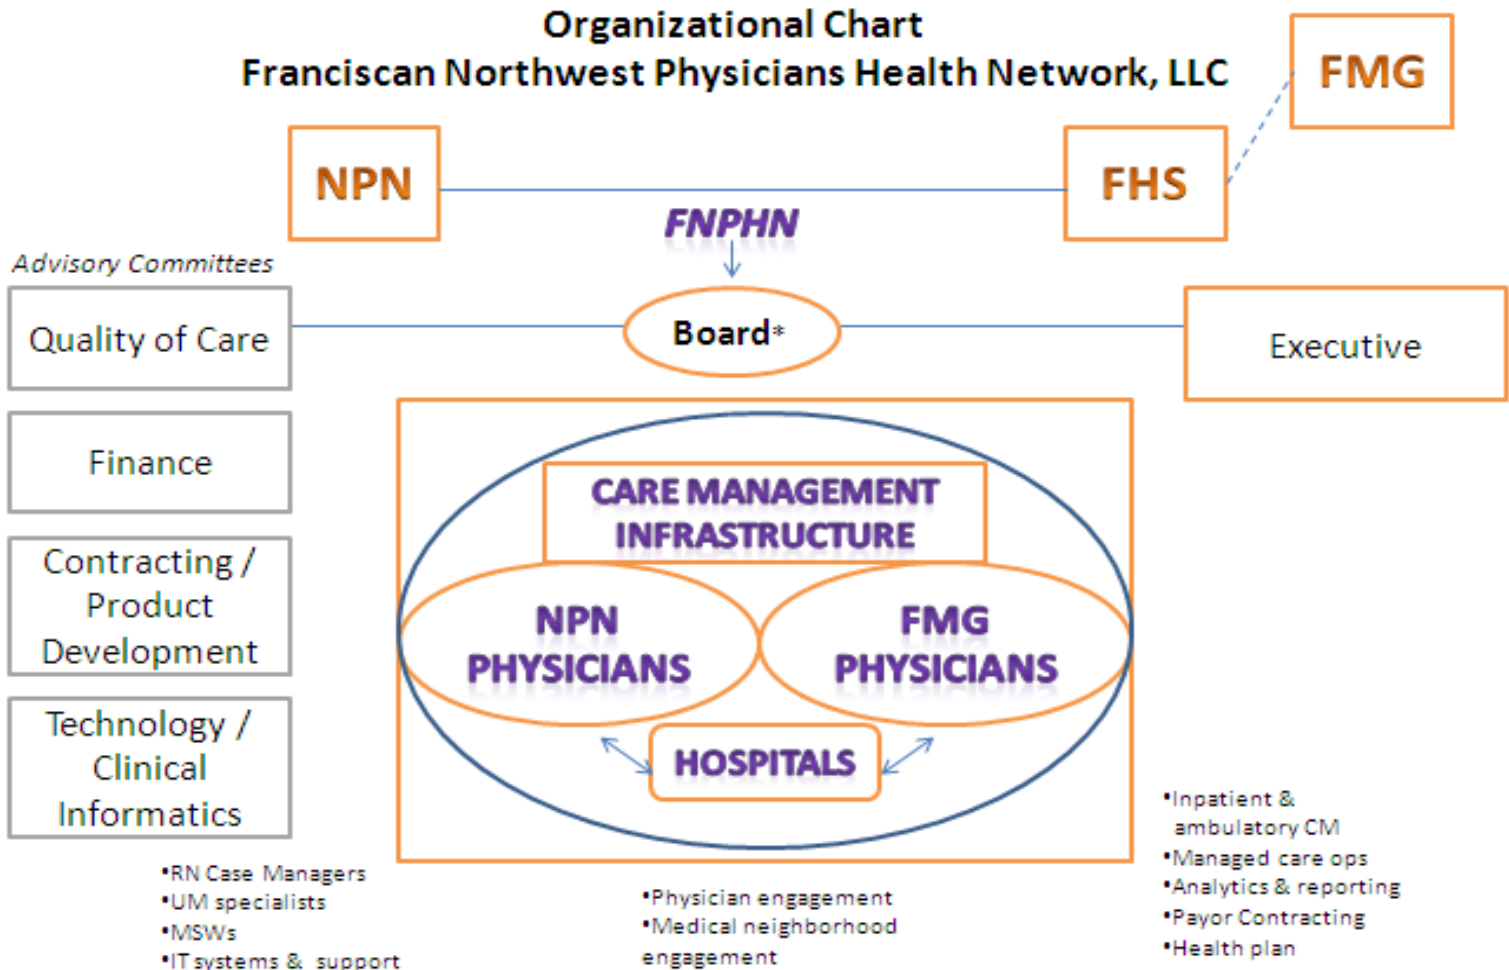 Organizational Chart
Franciscan Northwest Physicians Health Network, LLC
FMG
NPN
FHS
FNPHN
Advisory Committees
Quality of Care
Board*
Executive
Finance
CARE MANAGEMENT
INFRASTRUCTURE
Contracting /
Product
Development
NPN
PHYSICIANS
FMG
PHYSICIANS
Technology /
Clinical
Informatics
HOSPITALS
•RN Case Managers
•UM specialists
•MSWs
•IT systems & support
•Physician engagement
•Medical neighborhood
engagement
•Inpatient &
ambulatory CM
•Managed care ops
•Analytics & reporting
•Payor Contracting
•Health plan